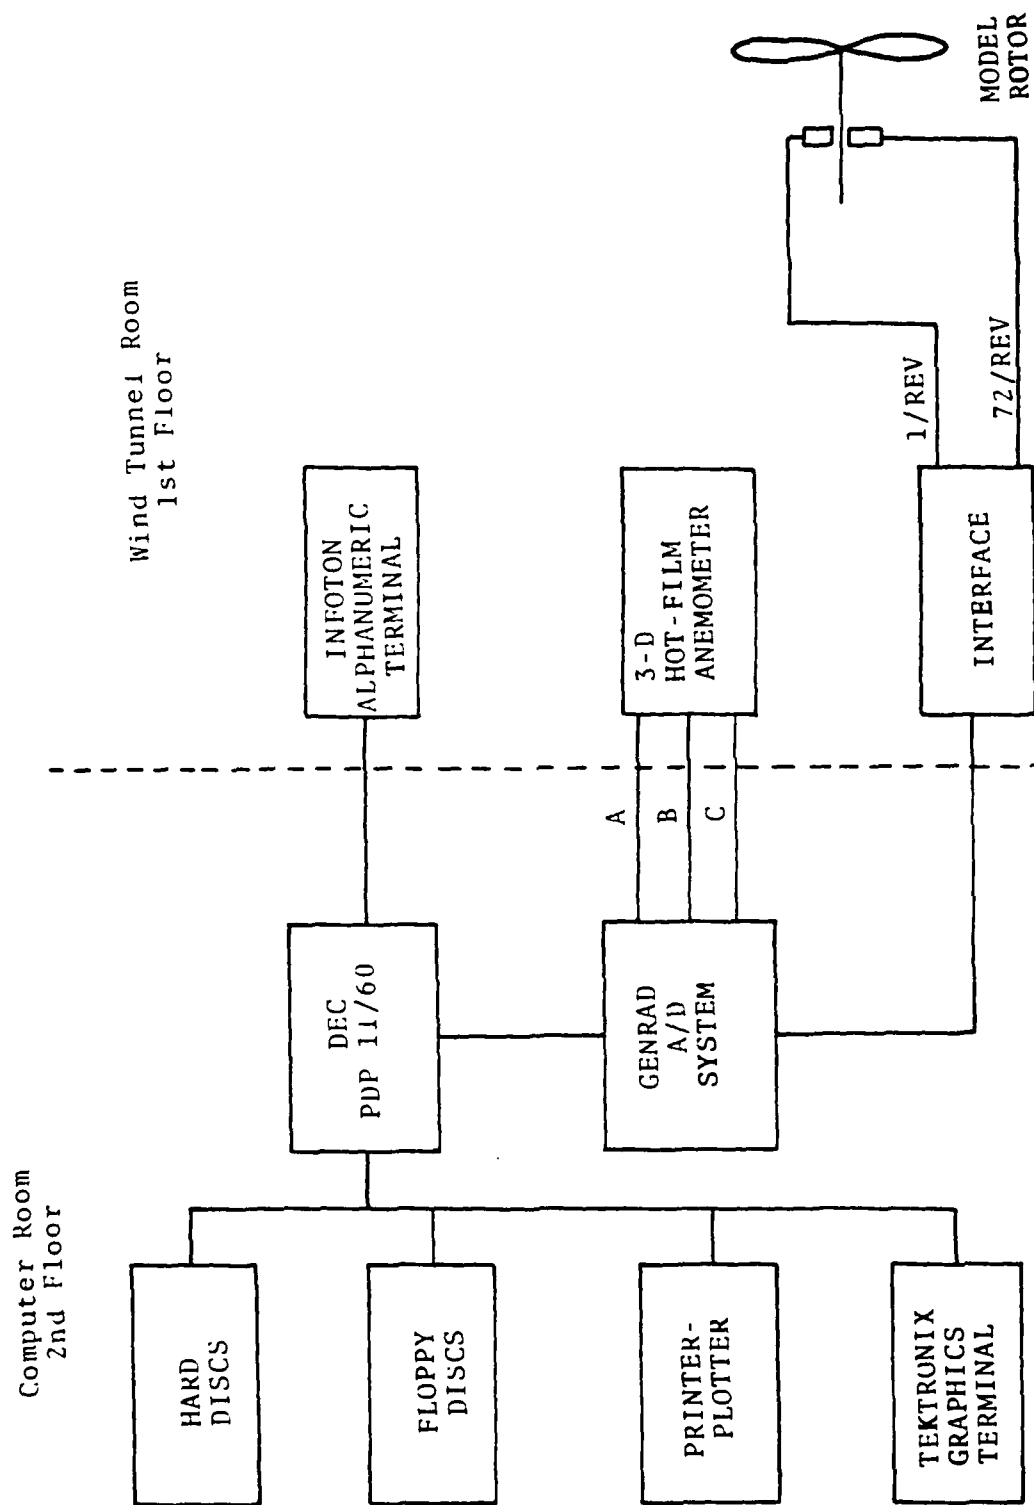 Computer Room
2nd Floor
Wind Tunnel Room
1st Floor
HARD
DISCS
FLOPPY
DISCS
PRINTER-
PLOTTER
TEKTRONIX
GRAPHICS
TERMINAL
DEC
PDP 11/60
GENRAD
A/D
SYSTEM
A
B
C
INFOTON
ALPHANUMERIC
TERMINAL
3-D
HOT-FILM
ANEMOMETER
INTERFACE
1/REV
72/REV
MODEL
ROTOR